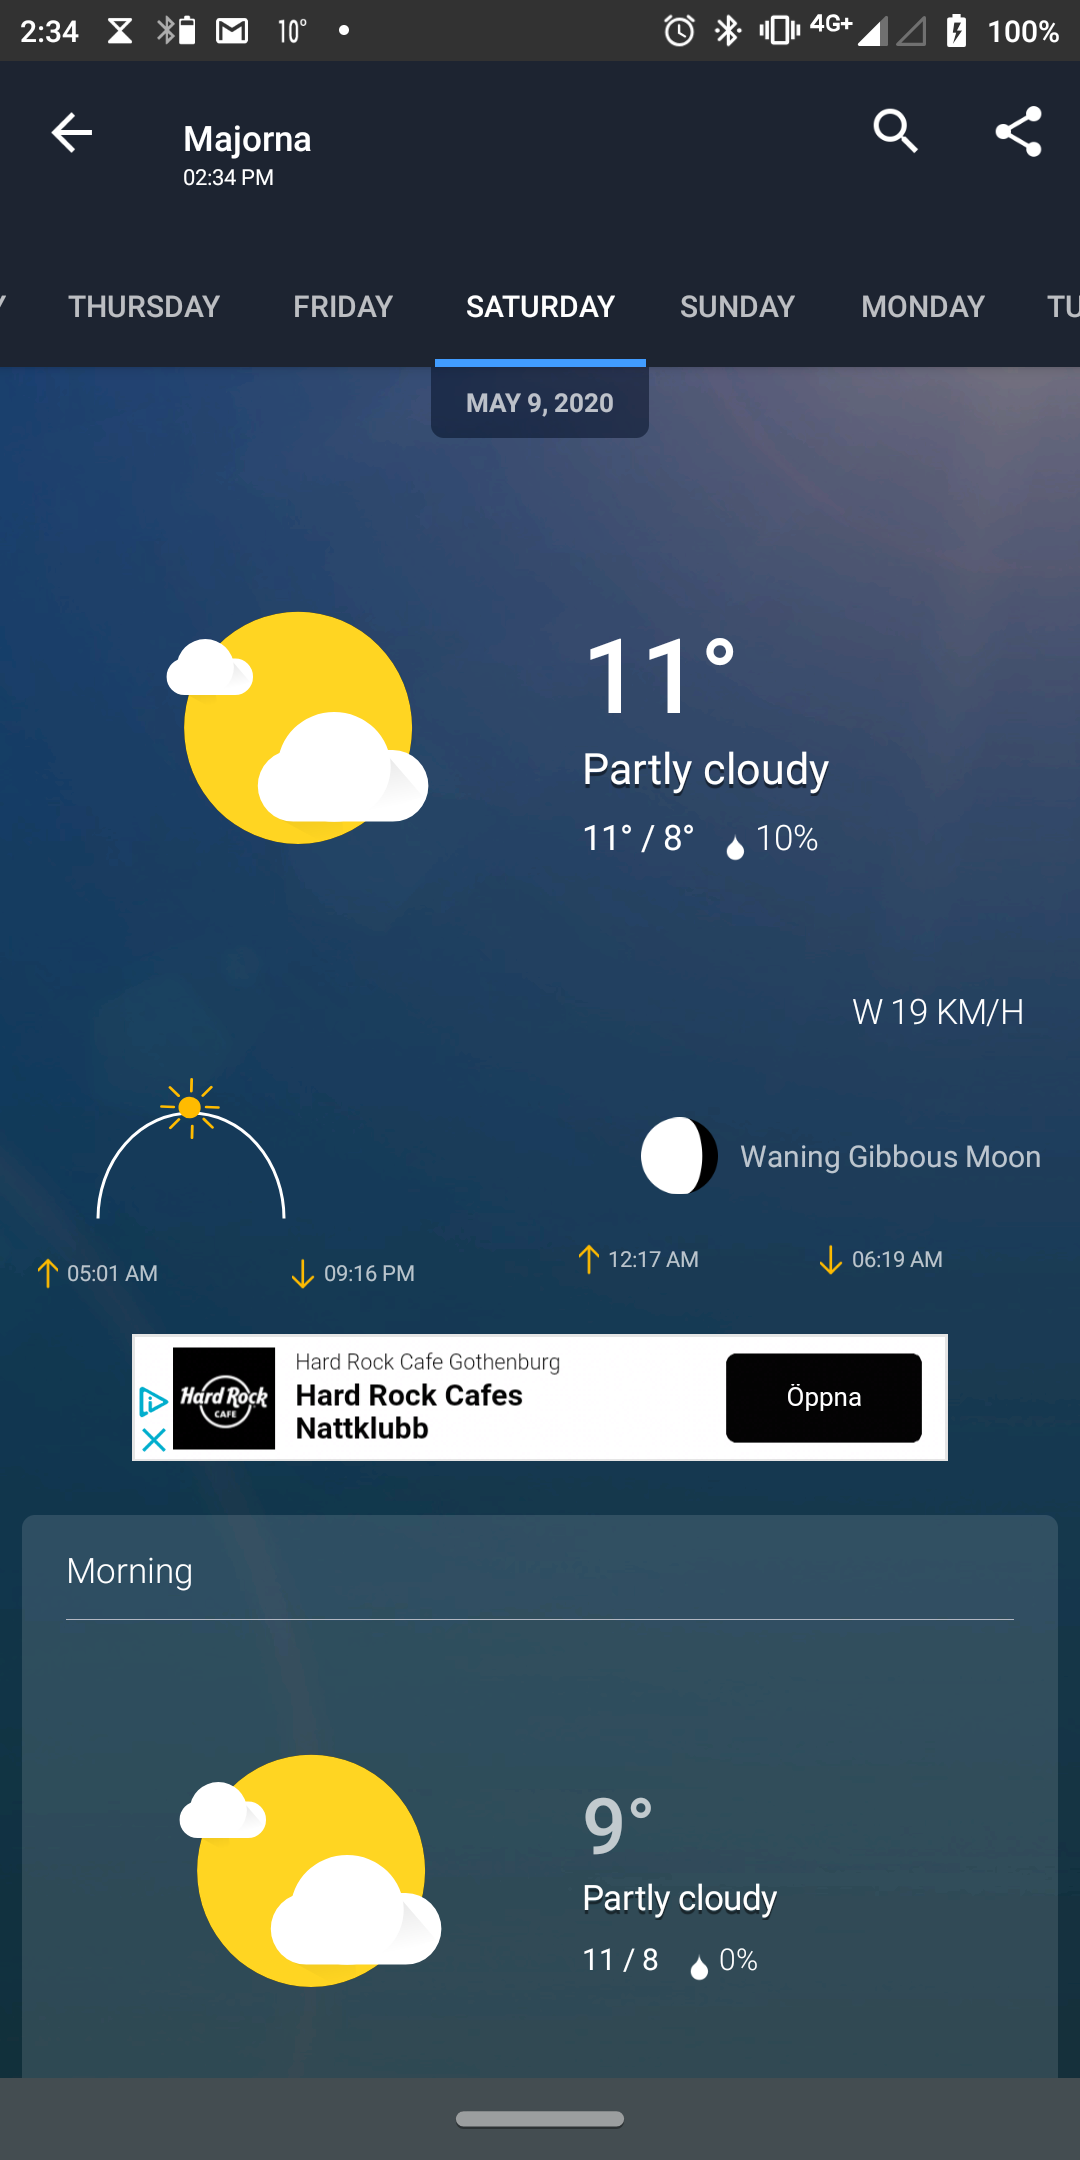 2:34
10°
4G+
100%
Majorna
02:34 PM
THURSDAY
FRIDAY
SATURDAY
SUNDAY
MONDAY
TU
MAY 9, 2020
11°
Partly cloudy
11° / 8° 10%
W 19 KM/H
Waning Gibbous Moon
05:01 AM
09:16 PM
12:17 AM
06:19 AM
Hard Rock
CAFE
Hard Rock Cafe Gothenburg
Hard Rock Cafes
Nattklubb
Öppna
Morning
9°
Partly cloudy
11 / 8 0%